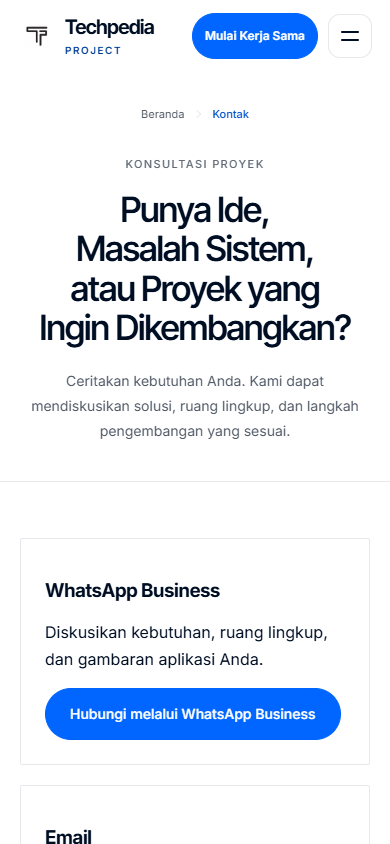 Techpedia
PROJECT
Mulai Kerja Sama
Beranda
Kontak
KONSULTASI PROYEK
Punya Ide,
Masalah Sistem,
atau Proyek yang
Ingin Dikembangkan?
Ceritakan kebutuhan Anda. Kami dapat
mendiskusikan solusi, ruang lingkup, dan langkah
pengembangan yang sesuai.
WhatsApp Business
Diskusikan kebutuhan, ruang lingkup,
dan gambaran aplikasi Anda.
Hubungi melalui WhatsApp Business
Email